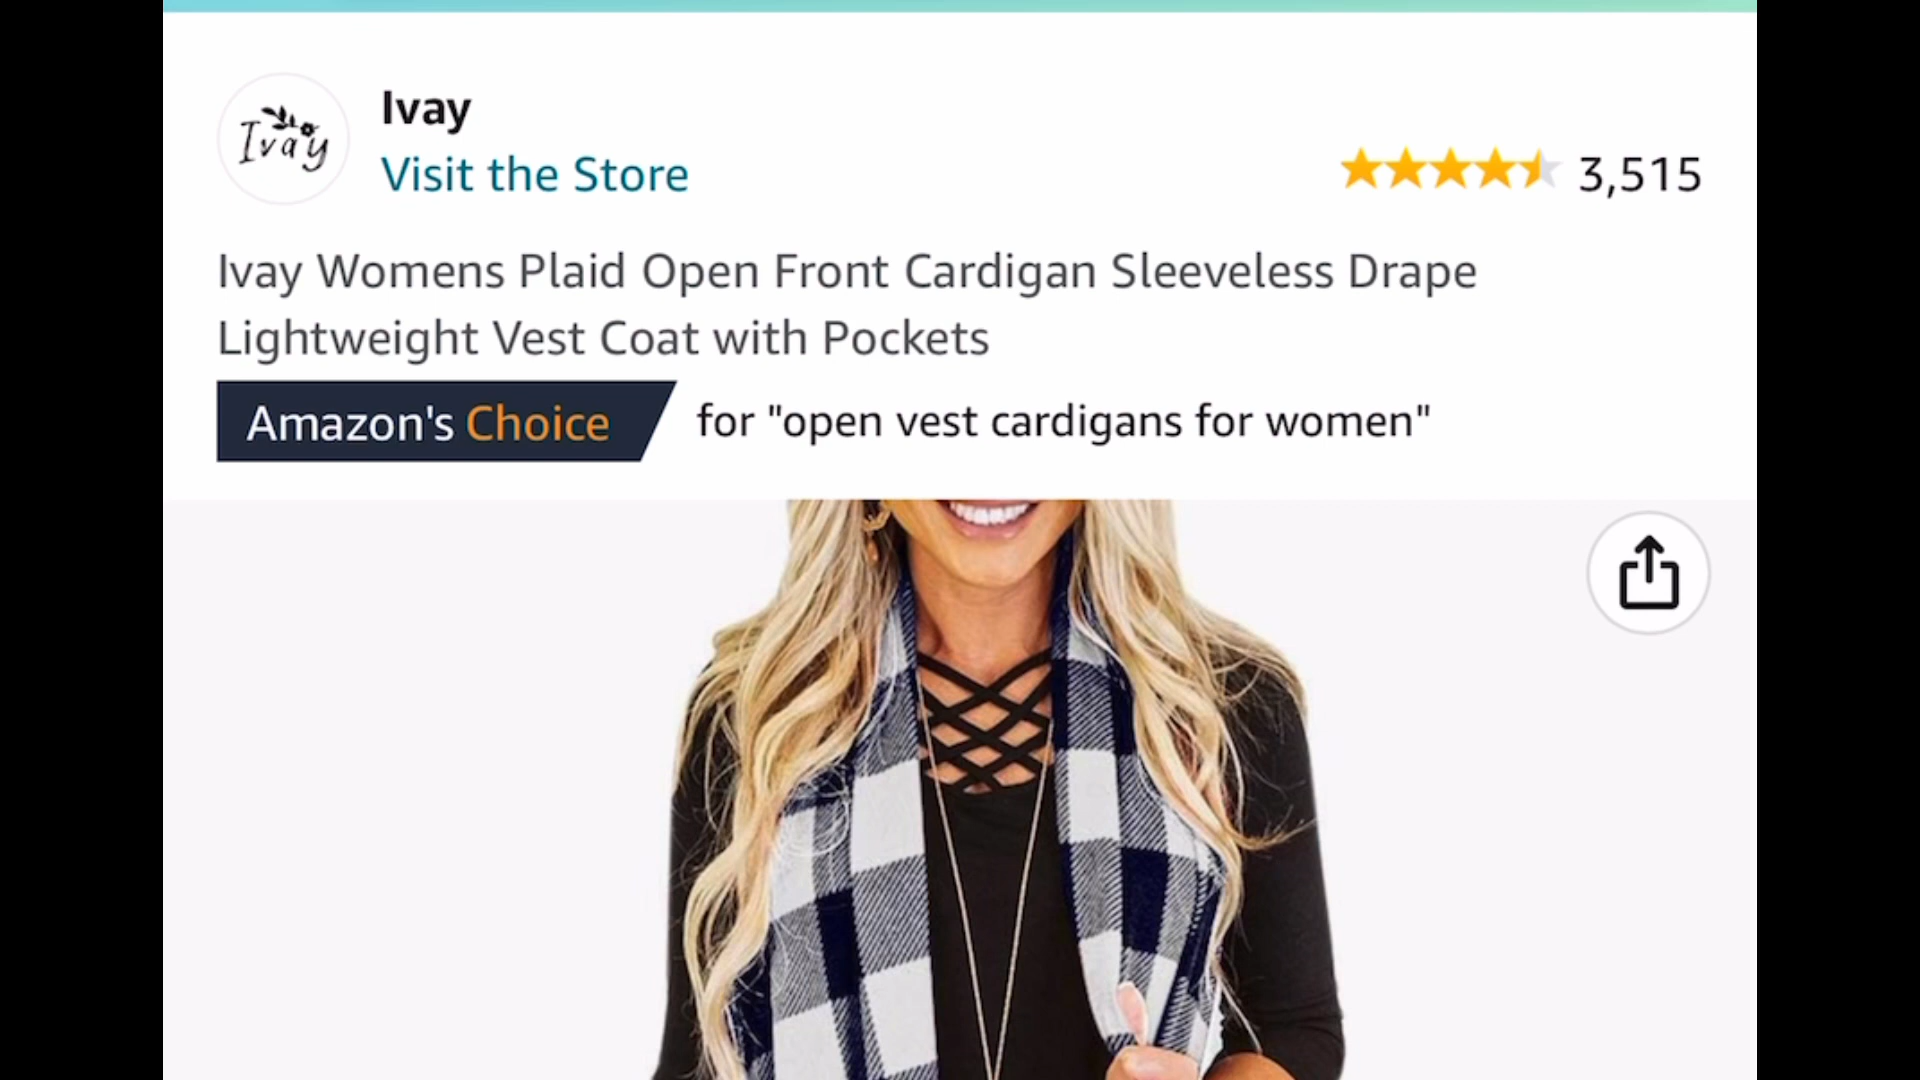 Ivay
Ivay
Visit the Store
3,515
Ivay Womens Plaid Open Front Cardigan Sleeveless Drape
Lightweight Vest Coat with Pockets
Amazon's Choice for "open vest cardigans for women"